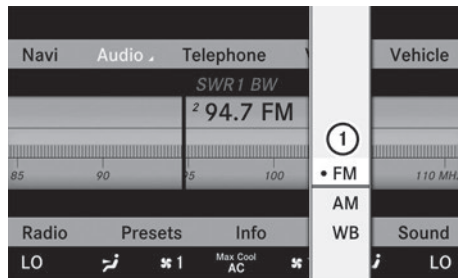 Navi Audio Telephone V Vehicle
SWR1 BW
2 94.7 FM
1
85 90 95 100 110 MHz
• FM
AM
Radio Presets Info WB Sound
LO 1 Max Cool AC LO